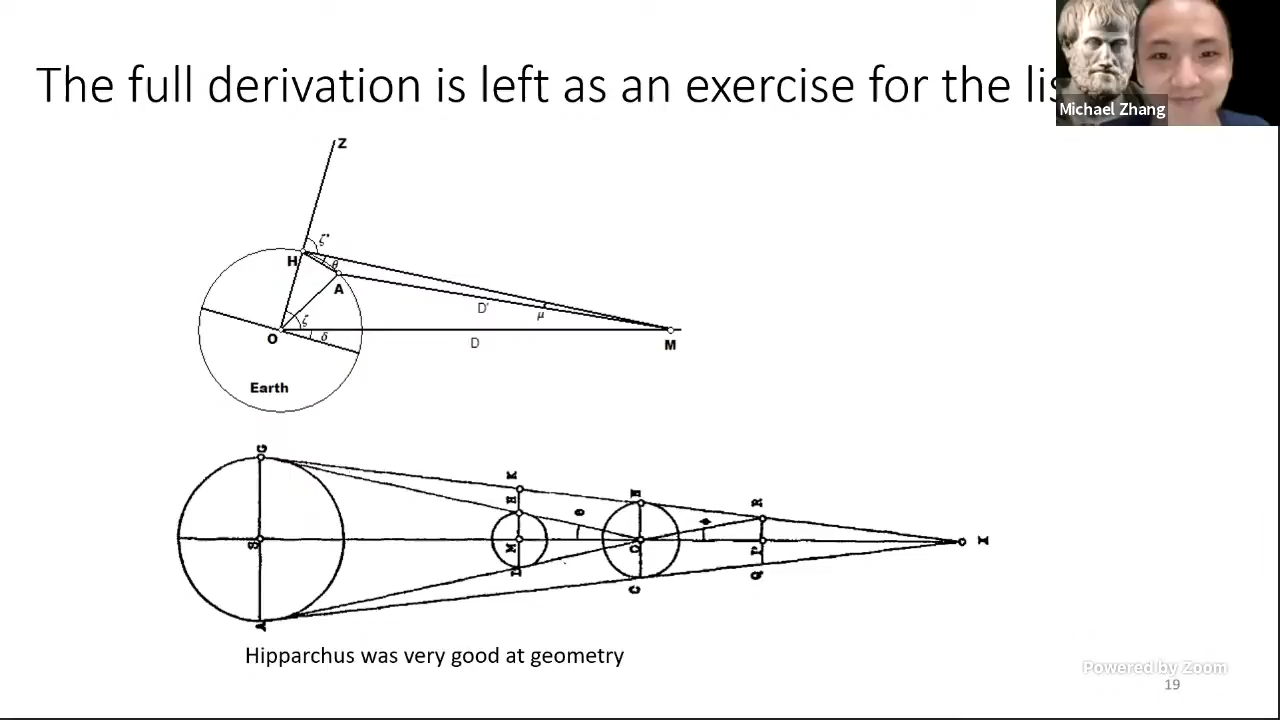 The full derivation is left as an exercise for the lis
Michael Zhang
Z
ζ'
H
θ
A
D'
μ
ζ
O
δ
D
M
Earth
G
K
H
H
R
θ
φ
S
M
O
P
X
L
C
Q
A
Hipparchus was very good at geometry
Powered by Zoom
19